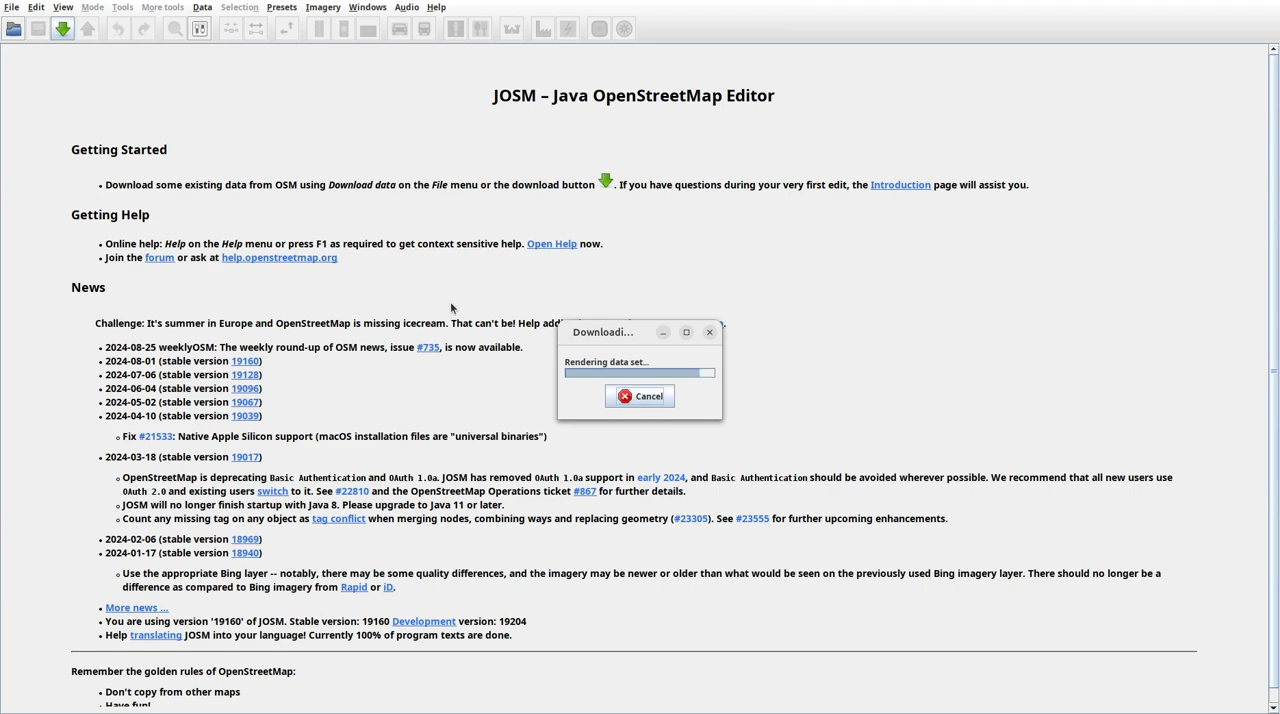 File Edit View Mode Tools More tools Data Selection Presets Imagery Windows Audio Help
JOSM – Java OpenStreetMap Editor
Getting Started
• Download some existing data from OSM using Download data on the File menu or the download button . If you have questions during your very first edit, the Introduction page will assist you.
Getting Help
• Online help: Help on the Help menu or press F1 as required to get context sensitive help. Open Help now.
• Join the forum or ask at help.openstreetmap.org
News
Challenge: It's summer in Europe and OpenStreetMap is missing icecream. That can't be! Help
• 2024-08-25 weeklyOSM: The weekly round-up of OSM news, issue #735, is now available.
• 2024-08-01 (stable version 19160)
• 2024-07-06 (stable version 19128)
• 2024-06-04 (stable version 19096)
• 2024-05-02 (stable version 19067)
• 2024-04-10 (stable version 19039)
Downloadi...
Rendering data set...
Cancel
◦ Fix #21533: Native Apple Silicon support (macOS installation files are "universal binaries")
• 2024-03-18 (stable version 19017)
◦ OpenStreetMap is deprecating Basic Authentication and OAuth 1.0a. JOSM has removed OAuth 1.0a support in early 2024, and Basic Authentication should be avoided wherever possible. We recommend that all new users use
OAuth 2.0 and existing users switch to it. See #22810 and the OpenStreetMap Operations ticket #867 for further details.
◦ JOSM will no longer finish startup with Java 8. Please upgrade to Java 11 or later.
◦ Count any missing tag on any object as tag conflict when merging nodes, combining ways and replacing geometry (#23305). See #23555 for further upcoming enhancements.
• 2024-02-06 (stable version 18969)
• 2024-01-17 (stable version 18940)
◦ Use the appropriate Bing layer -- notably, there may be some quality differences, and the imagery may be newer or older than what would be seen on the previously used Bing imagery layer. There should no longer be a
difference as compared to Bing imagery from Rapid or iD.
• More news ...
• You are using version '19160' of JOSM. Stable version: 19160 Development version: 19204
• Help translating JOSM into your language! Currently 100% of program texts are done.
Remember the golden rules of OpenStreetMap:
• Don't copy from other maps
• Have fun!